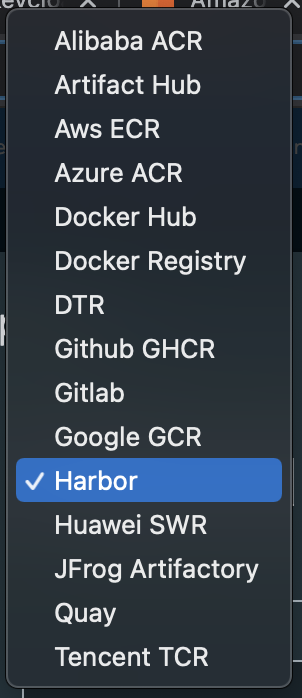 Alibaba ACR
Artifact Hub
Aws ECR
Azure ACR
Docker Hub
Docker Registry
DTR
Github GHCR
Gitlab
Google GCR
✓ Harbor
Huawei SWR
JFrog Artifactory
Quay
Tencent TCR